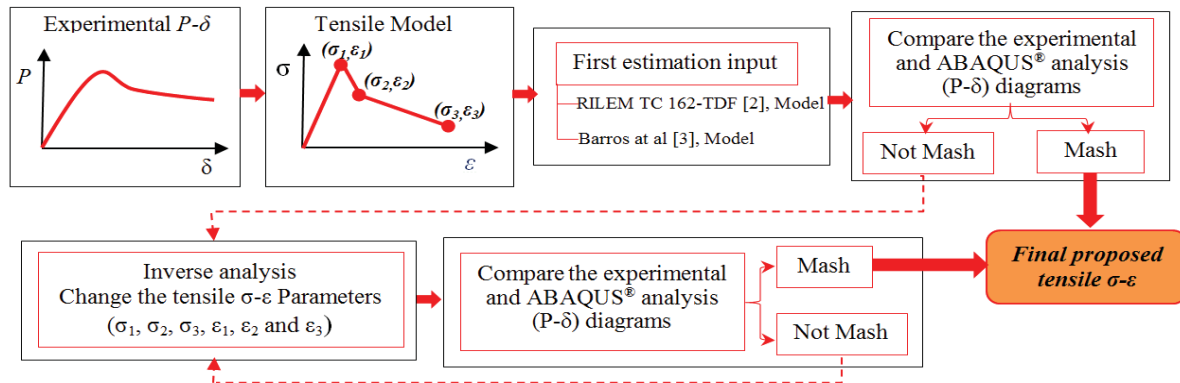 Experimental P-δ
P
δ
Tensile Model
σ
(σ1,ε1)
(σ2,ε2)
(σ3,ε3)
ε
First estimation input
RILEM TC 162-TDF [2], Model
Barros at al [3], Model
Compare the experimental
and ABAQUS® analysis
(P-δ) diagrams
Not Mash
Mash
Inverse analysis
Change the tensile σ-ε Parameters
(σ1, σ2, σ3, ε1, ε2 and ε3)
Compare the experimental
and ABAQUS® analysis
(P-δ) diagrams
Mash
Not Mash
Final proposed
tensile σ-ε